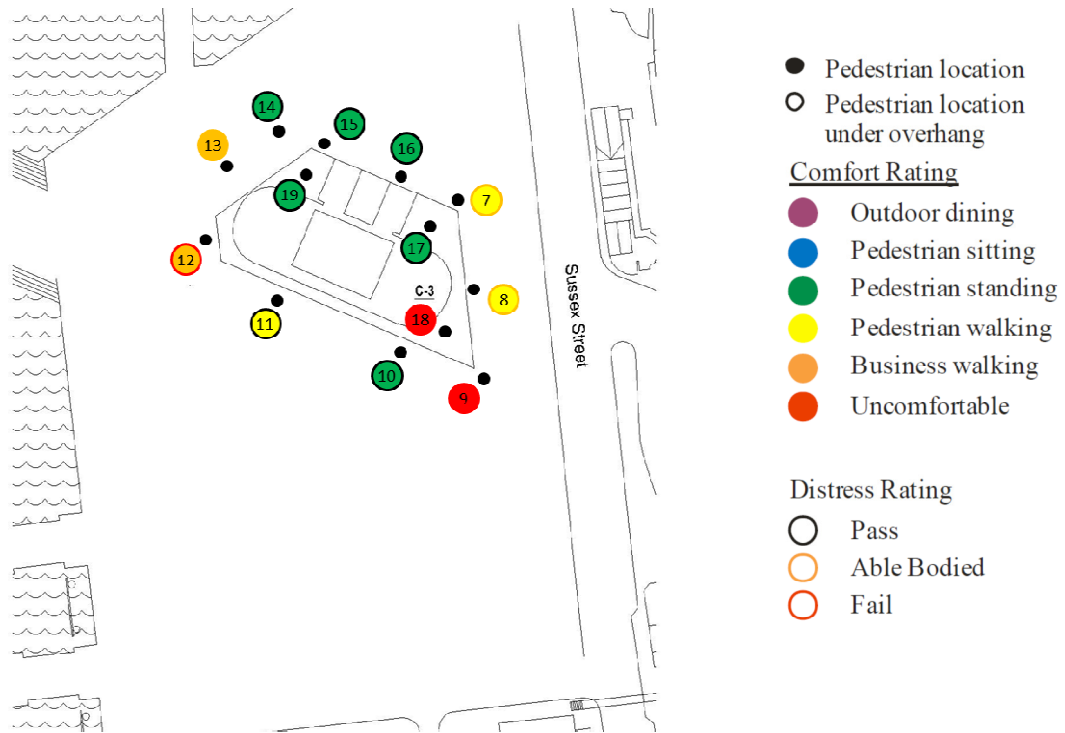 14
15
13
16
19
7
17
12
C-3
8
18
11
10
9
Sussex Street
Pedestrian location
Pedestrian location
under overhang
Comfort Rating
Outdoor dining
Pedestrian sitting
Pedestrian standing
Pedestrian walking
Business walking
Uncomfortable
Distress Rating
Pass
Able Bodied
Fail